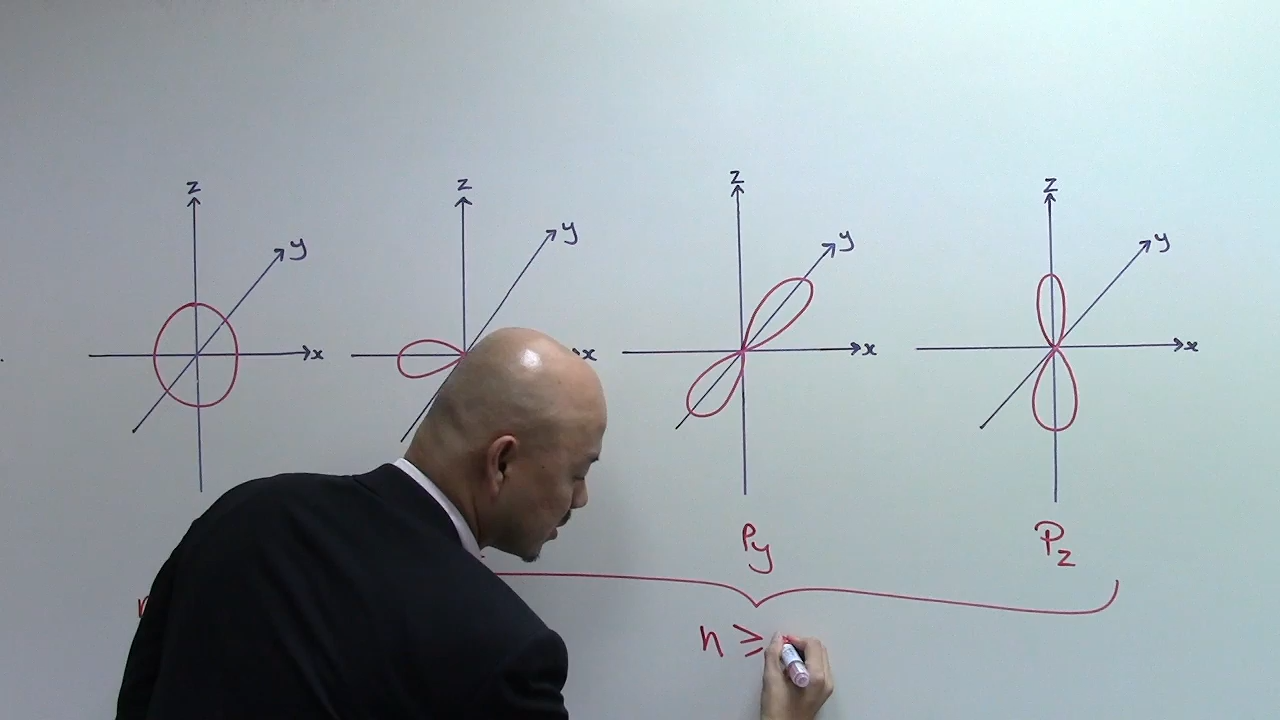 z z z z
y y y y
x x x x
Py Pz
n ≥